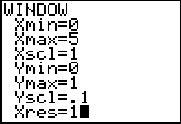 WINDOW
Xmin=0
Xmax=5
Xscl=1
Ymin=0
Ymax=1
Yscl=.1
Xres=1